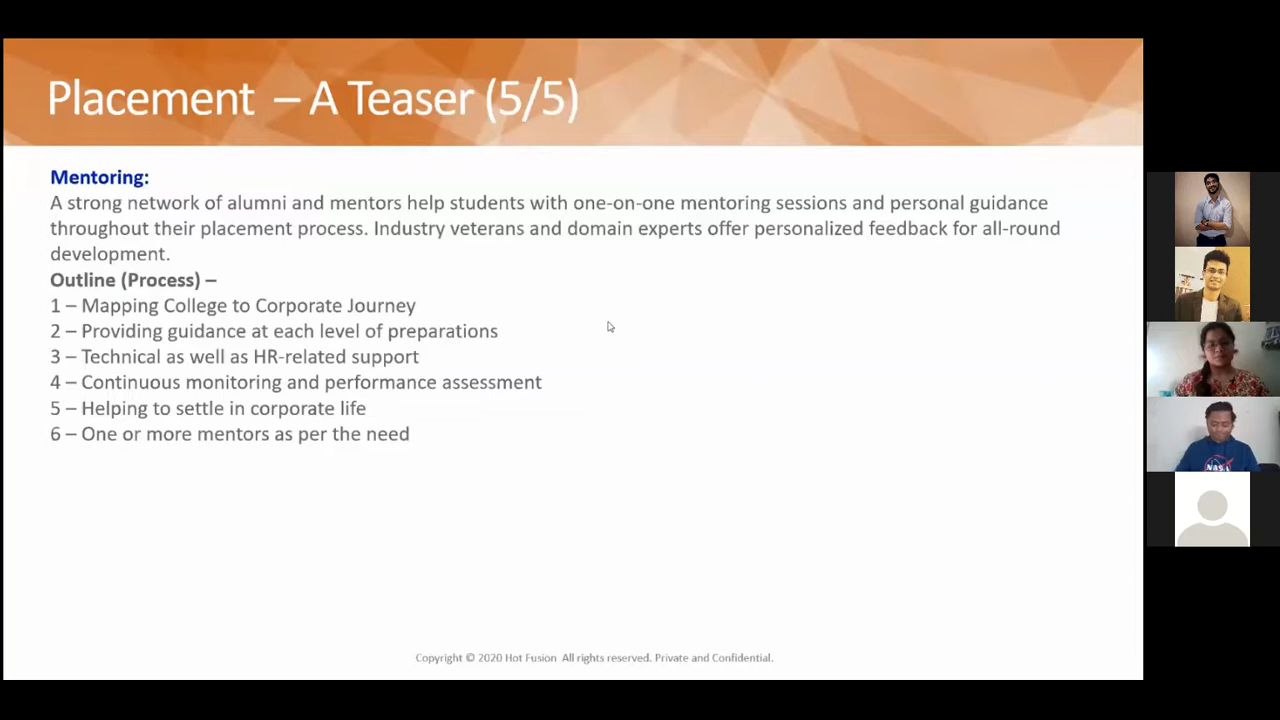 Placement – A Teaser (5/5)
Mentoring:
A strong network of alumni and mentors help students with one-on-one mentoring sessions and personal guidance
throughout their placement process. Industry veterans and domain experts offer personalized feedback for all-round
development.
Outline (Process) –
1 – Mapping College to Corporate Journey
2 – Providing guidance at each level of preparations
3 – Technical as well as HR-related support
4 – Continuous monitoring and performance assessment
5 – Helping to settle in corporate life
6 – One or more mentors as per the need
NASA
Copyright © 2020 Hot Fusion All rights reserved. Private and Confidential.